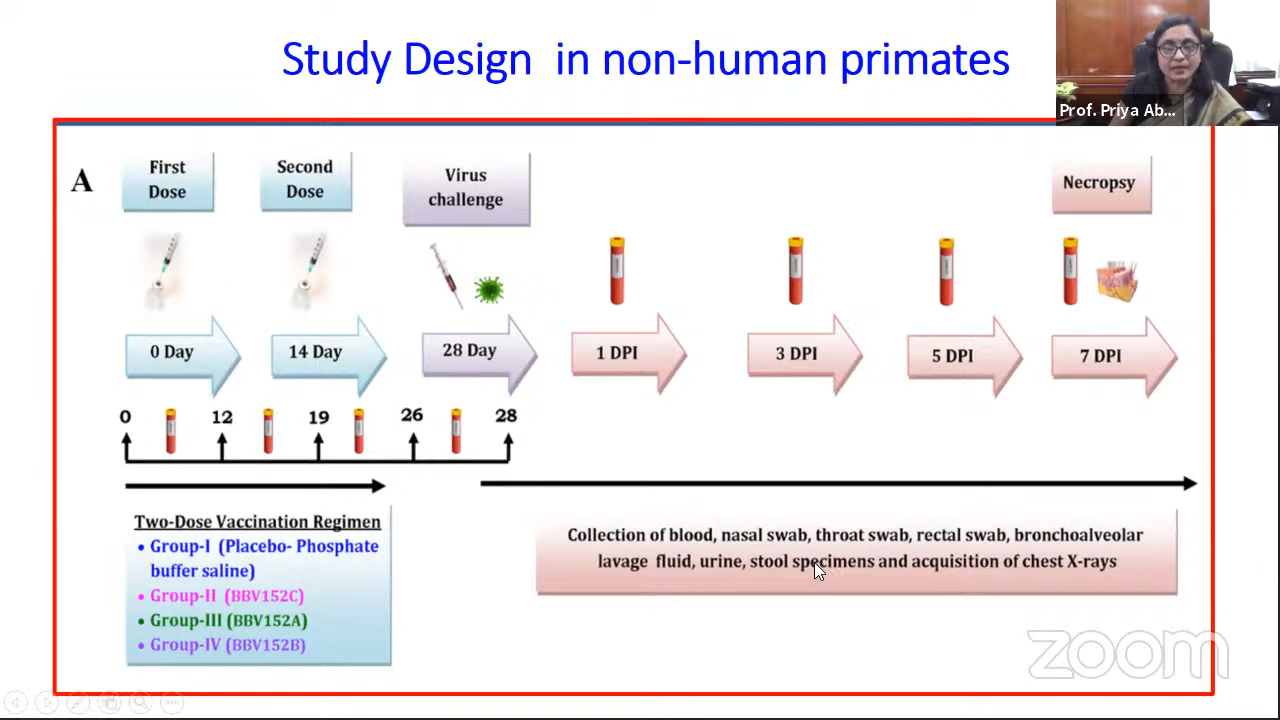 Study Design in non-human primates
Prof. Priya Ab...
A
First
Dose
Second
Dose
Virus
challenge
Necropsy
0 Day
14 Day
28 Day
1 DPI
3 DPI
5 DPI
7 DPI
0 12 19 26 28
Two-Dose Vaccination Regimen
• Group-I (Placebo- Phosphate
buffer saline)
• Group-II (BBV152C)
• Group-III (BBV152A)
• Group-IV (BBV152B)
Collection of blood, nasal swab, throat swab, rectal swab, bronchoalveolar
lavage fluid, urine, stool specimens and acquisition of chest X-rays
zoom